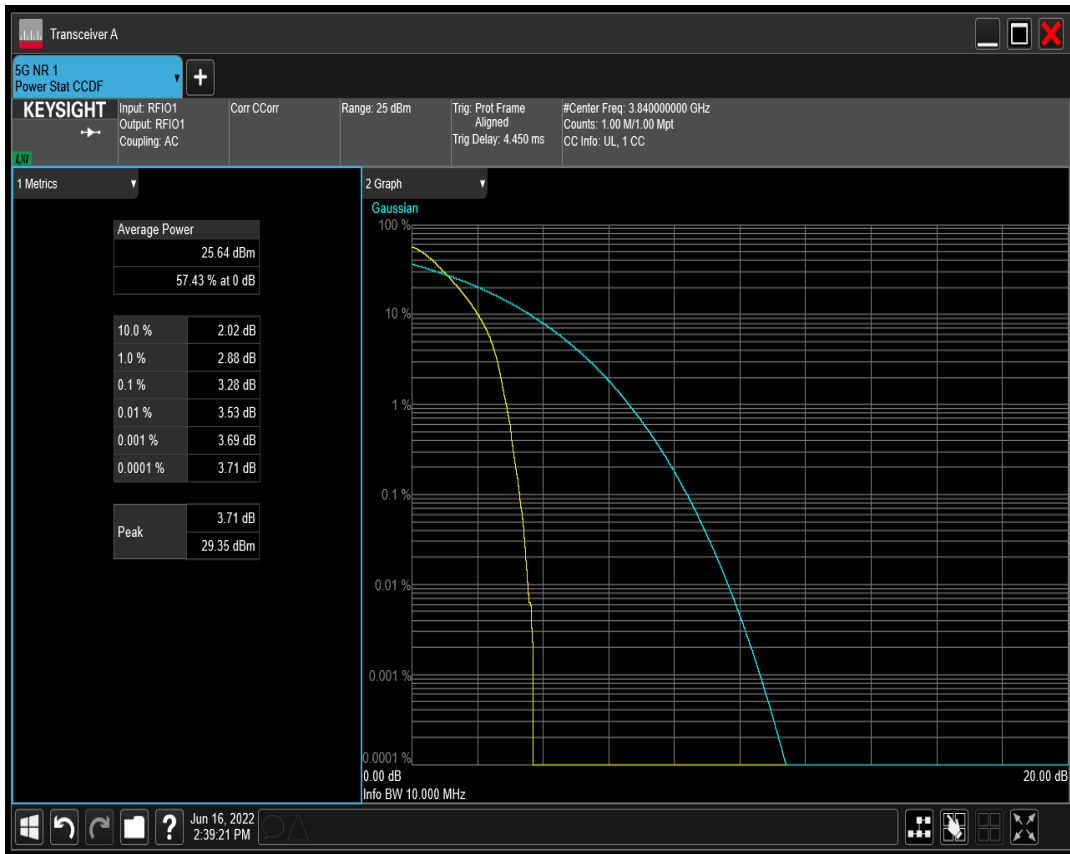 Transceiver A
5G NR 1
Power Stat CCDF
+
KEYSIGHT
LXI
Input: RFIO1
Output: RFIO1
Coupling: AC
Corr CCorr
Range: 25 dBm
Trig: Prot Frame
Aligned
Trig Delay: 4.450 ms
#Center Freq: 3.840000000 GHz
Counts: 1.00 M/1.00 Mpt
CC Info: UL, 1 CC
1 Metrics
Average Power
25.64 dBm
57.43 % at 0 dB
10.0 % 2.02 dB
1.0 % 2.88 dB
0.1 % 3.28 dB
0.01 % 3.53 dB
0.001 % 3.69 dB
0.0001 % 3.71 dB
Peak
3.71 dB
29.35 dBm
2 Graph
Gaussian
100 %
10 %
1 %
0.1 %
0.01 %
0.001 %
0.0001 %
0.00 dB 20.00 dB
Info BW 10.000 MHz
?
Jun 16, 2022
2:39:21 PM